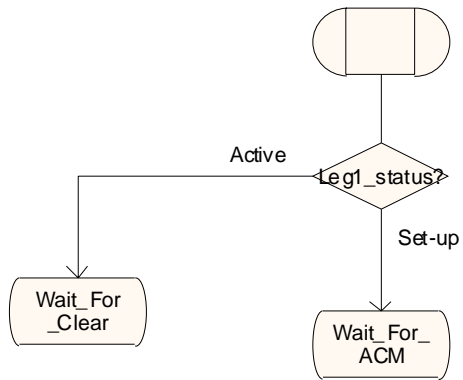 Active
Leg1_status?
Set-up
Wait_For
_Clear
Wait_For_
ACM